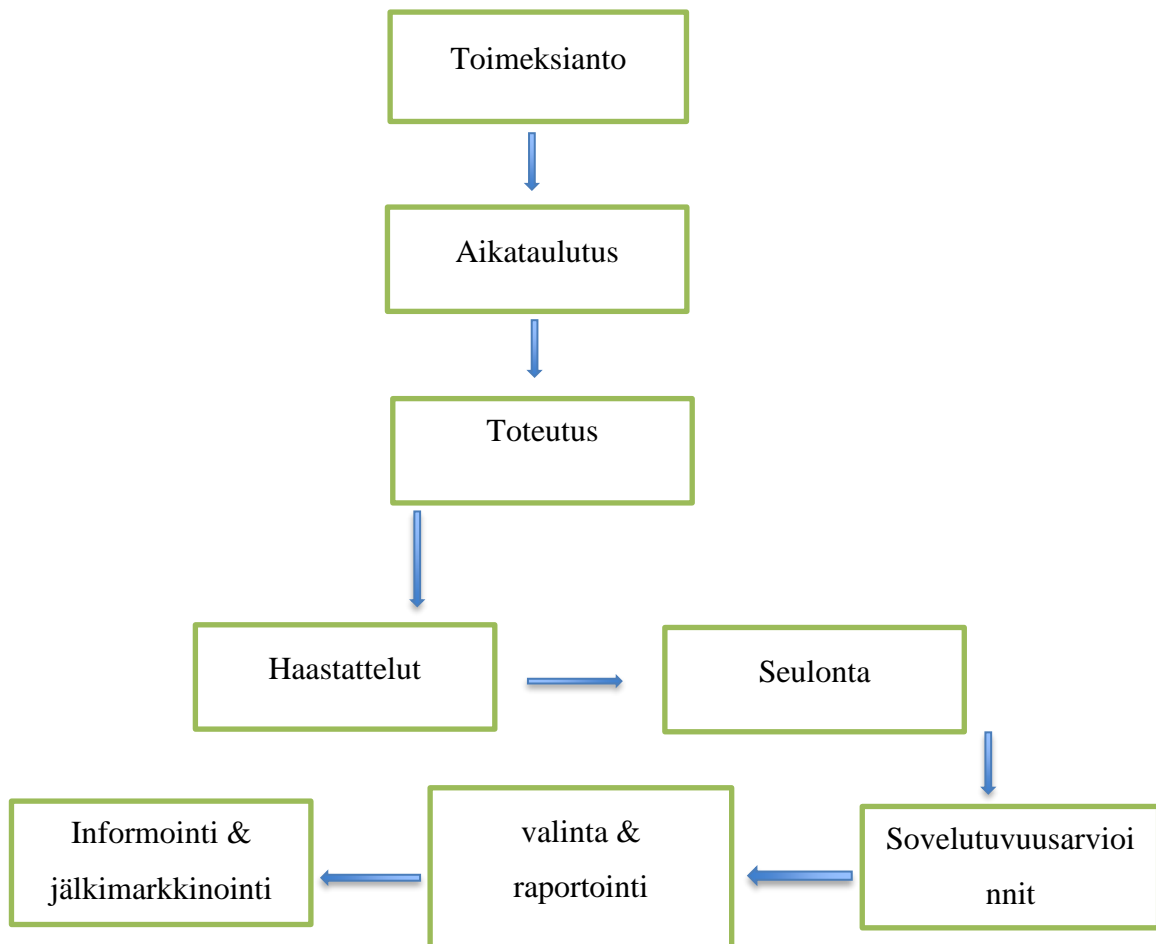 Toimeksianto
Aikataulutus
Toteutus
Haastattelut
Seulonta
Sovelutuvuusarvioi
nnit
valinta &
raportointi
Informointi &
jälkimarkkinointi